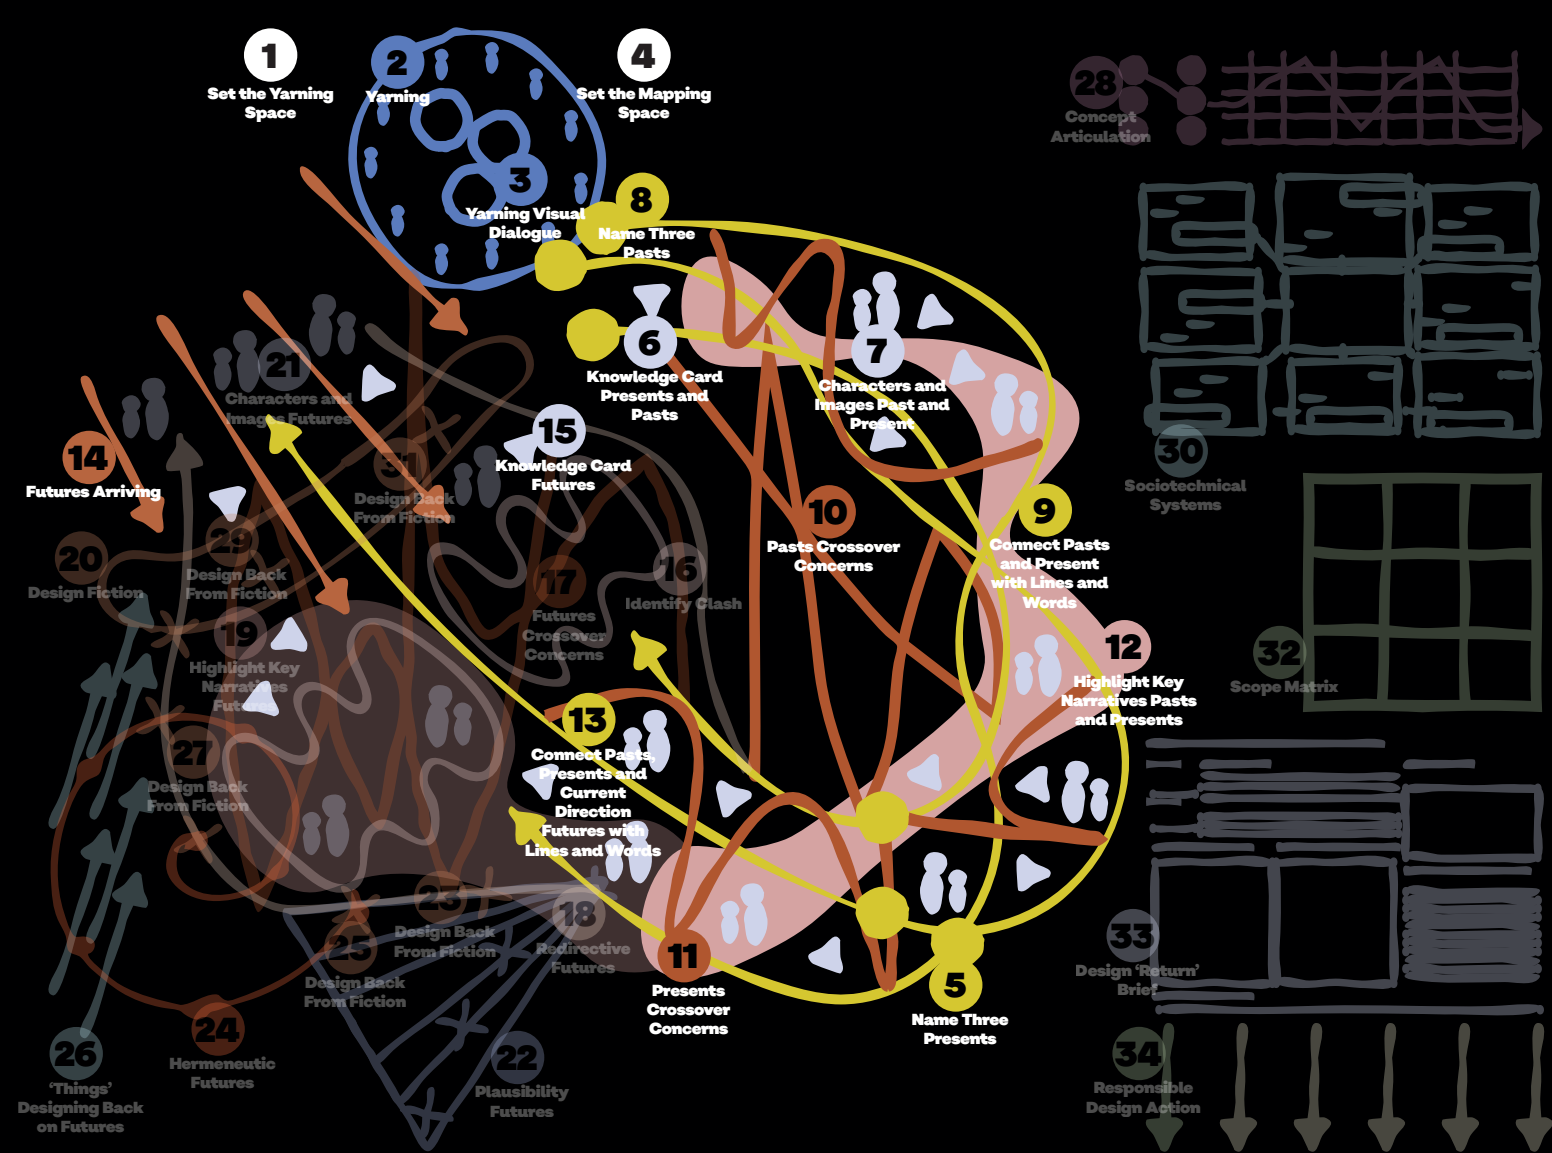 1
Set the Yarning
Space
2
Yarning
3
Yarning Visual
Dialogue
4
Set the Mapping
Space
5
Name Three
Presents
6
Knowledge Card
Presents and
Pasts
7
Characters and
Images Past and
Present
8
Name Three
Pasts
9
Connect Pasts
and Present
with Lines and
Words
10
Pasts Crossover
Concerns
11
Presents
Crossover
Concerns
12
Highlight Key
Narratives Pasts
and Presents
13
Connect Pasts,
Presents and
Current
Direction
Futures with
Lines and Words
14
Futures Arriving
15
Knowledge Card
Futures
16
Identify Clash
17
Futures
Crossover
Concerns
18
Redirective
Futures
19
Highlight Key
Narratives
Futures
20
Design Fiction
21
Characters and
Images Futures
22
Plausibility
Futures
23
Design Back
From Fiction
24
Hermeneutic
Futures
25
Design Back
From Fiction
26
‘Things’
Designing Back
on Futures
27
Design Back
From Fiction
28
Concept
Articulation
29
Design Back
From Fiction
30
Sociotechnical
Systems
31
Design Back
From Fiction
32
Scope Matrix
33
Design ‘Return’
Brief
34
Responsible
Design Action